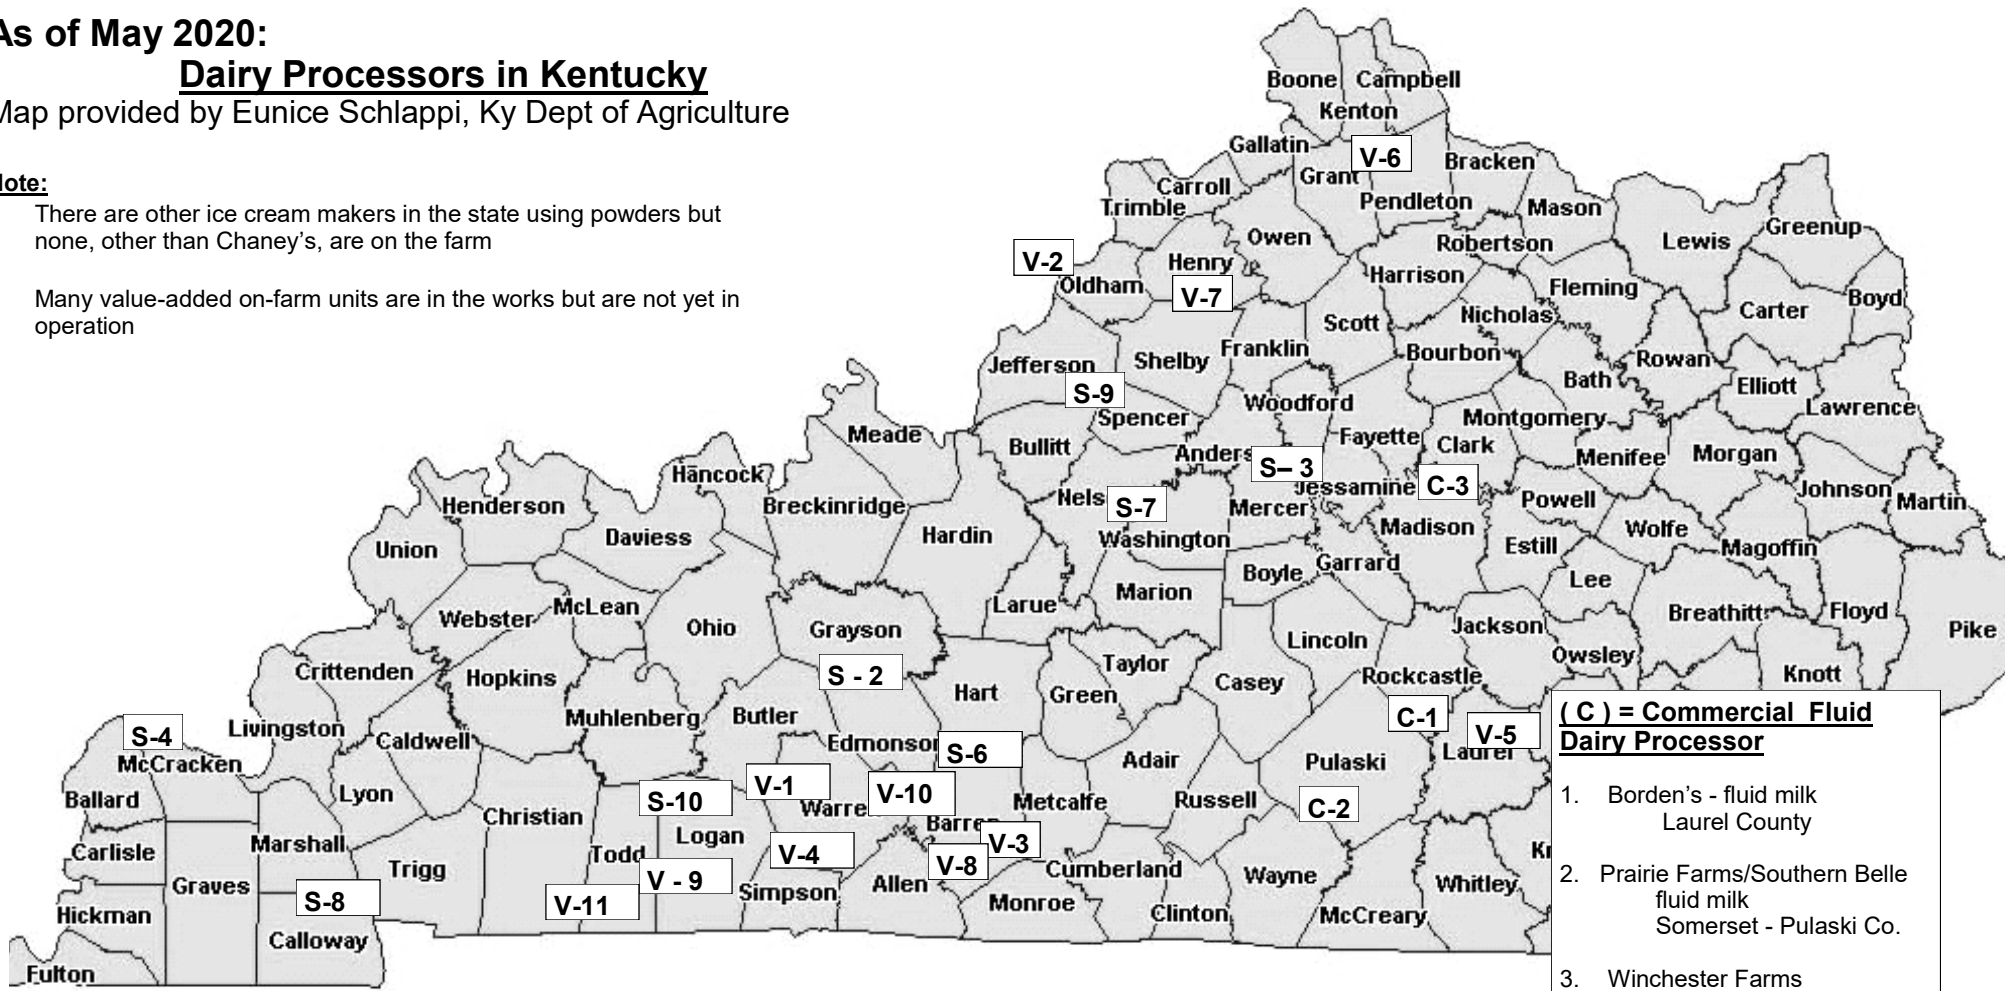 As of May 2020:
Dairy Processors in Kentucky
Map provided by Eunice Schlappi, Ky Dept of Agriculture
Note:
There are other ice cream makers in the state using powders but
none, other than Chaney's, are on the farm
Many value-added on-farm units are in the works but are not yet in
operation
Boone
Campbell
Kenton
Gallatin
V-6
Bracken
Grant
Carroll
Pendleton
Trimble
Mason
Owen
Robertson
Lewis
Greenup
V-2
Henry
Harrison
Oldham
V-7
Fleming
Boyd
Carter
Nicholas
Scott
Franklin
Bourbon
Jefferson
Shelby
Rowan
Bath
Elliott
S-9
Woodford
Lawrence
Spencer
Montgomery
Meade
Bullitt
Fayette
Clark
Anders
S– 3
Menifee
Morgan
Hancock
Jessamine
C-3
Johnson
Martin
Henderson
Breckinridge
Nels
S-7
Mercer
Powell
Daviess
Hardin
Washington
Madison
Wolfe
Union
Estill
Magoffin
Boyle
Garrard
Lee
Marion
McLean
Larue
Webster
Ohio
Grayson
Jackson
Breathitt
Floyd
Pike
Lincoln
Owsley
Taylor
Crittenden
Hopkins
S - 2
Hart
Green
Casey
Rockcastle
Knott
Livingston
Muhlenberg
Butler
C-1
V-5
S-4
Caldwell
Edmonson
S-6
Laurel
McCracken
Adair
Pulaski
V-1
V-10
Ballard
Lyon
S-10
Warre
Metcalfe
Russell
C-2
Christian
Logan
Barren
Marshall
V-3
Carlisle
Todd
V-4
V-8
Cumberland
Trigg
V - 9
Simpson
Allen
Wayne
Whitley
Kn
Graves
S-8
V-11
Monroe
Hickman
Clinton
McCreary
Calloway
Fulton
( C ) = Commercial Fluid
Dairy Processor
1. Borden's - fluid milk
Laurel County
2. Prairie Farms/Southern Belle
fluid milk
Somerset - Pulaski Co.
3. Winchester Farms